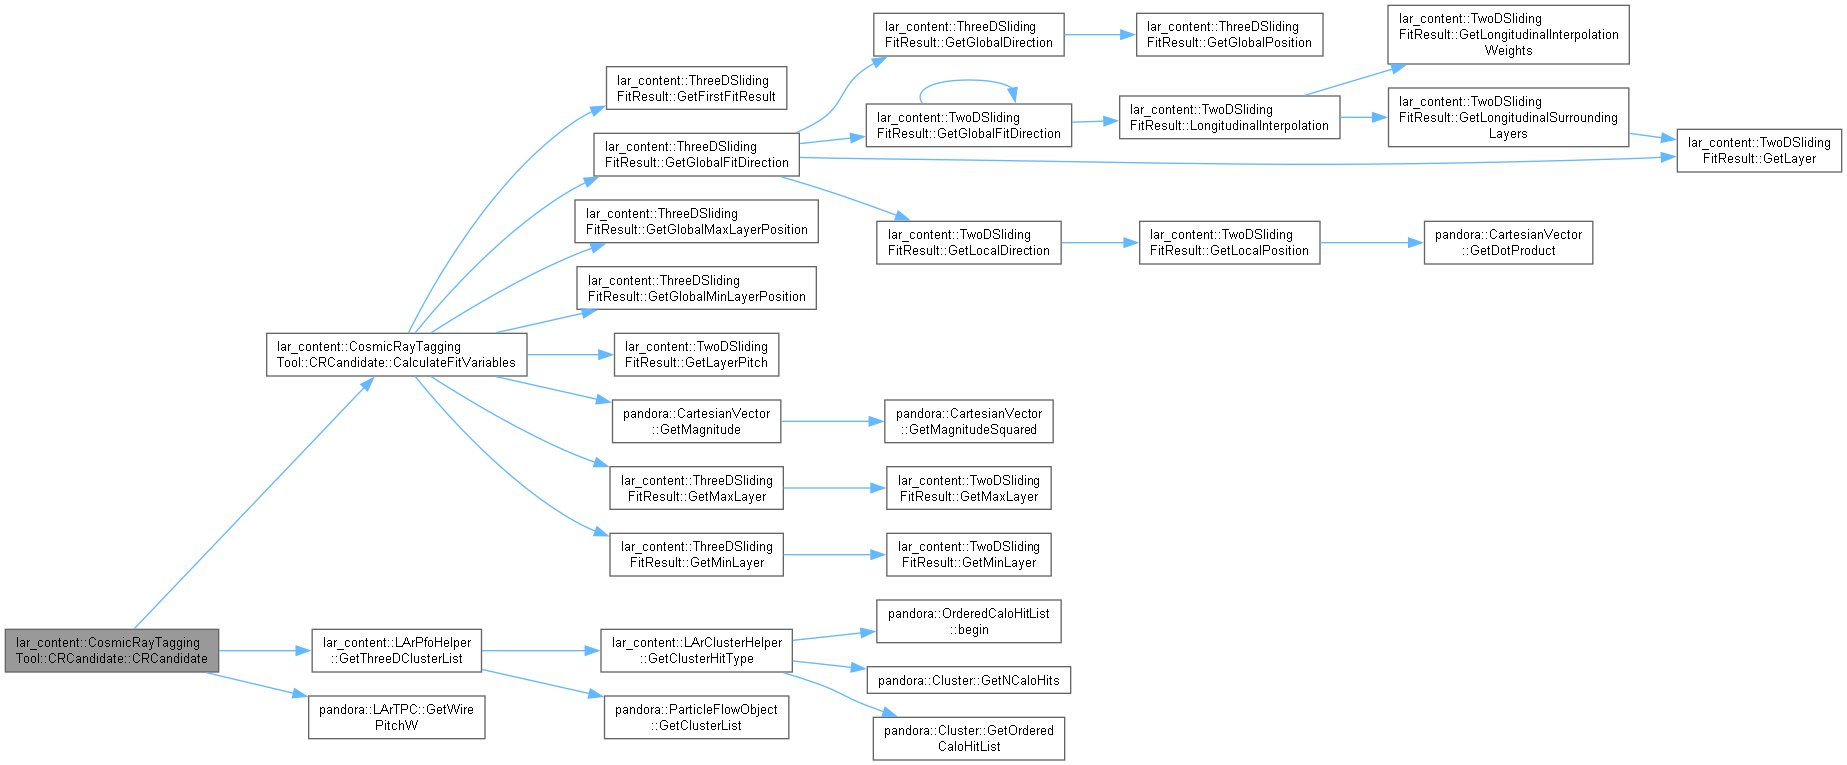 lar_content::CosmicRayTagging
Tool::CRCandidate::CRCandidate
lar_content::CosmicRayTagging
Tool::CRCandidate::CalculateFitVariables
lar_content::ThreeDSliding
FitResult::GetFirstFitResult
lar_content::ThreeDSliding
FitResult::GetGlobalFitDirection
lar_content::ThreeDSliding
FitResult::GetGlobalDirection
lar_content::ThreeDSliding
FitResult::GetGlobalPosition
lar_content::TwoDSliding
FitResult::GetGlobalFitDirection
lar_content::TwoDSliding
FitResult::LongitudinalInterpolation
lar_content::TwoDSliding
FitResult::GetLongitudinalInterpolation
Weights
lar_content::TwoDSliding
FitResult::GetLongitudinalSurrounding
Layers
lar_content::TwoDSliding
FitResult::GetLayer
lar_content::TwoDSliding
FitResult::GetLocalDirection
lar_content::TwoDSliding
FitResult::GetLocalPosition
pandora::CartesianVector
::GetDotProduct
lar_content::ThreeDSliding
FitResult::GetGlobalMaxLayerPosition
lar_content::ThreeDSliding
FitResult::GetGlobalMinLayerPosition
lar_content::TwoDSliding
FitResult::GetLayerPitch
pandora::CartesianVector
::GetMagnitude
pandora::CartesianVector
::GetMagnitudeSquared
lar_content::ThreeDSliding
FitResult::GetMaxLayer
lar_content::TwoDSliding
FitResult::GetMaxLayer
lar_content::ThreeDSliding
FitResult::GetMinLayer
lar_content::TwoDSliding
FitResult::GetMinLayer
lar_content::LArPfoHelper
::GetThreeDClusterList
lar_content::LArClusterHelper
::GetClusterHitType
pandora::OrderedCaloHitList
::begin
pandora::Cluster::GetNCaloHits
pandora::Cluster::GetOrdered
CaloHitList
pandora::ParticleFlowObject
::GetClusterList
pandora::LArTPC::GetWire
PitchW